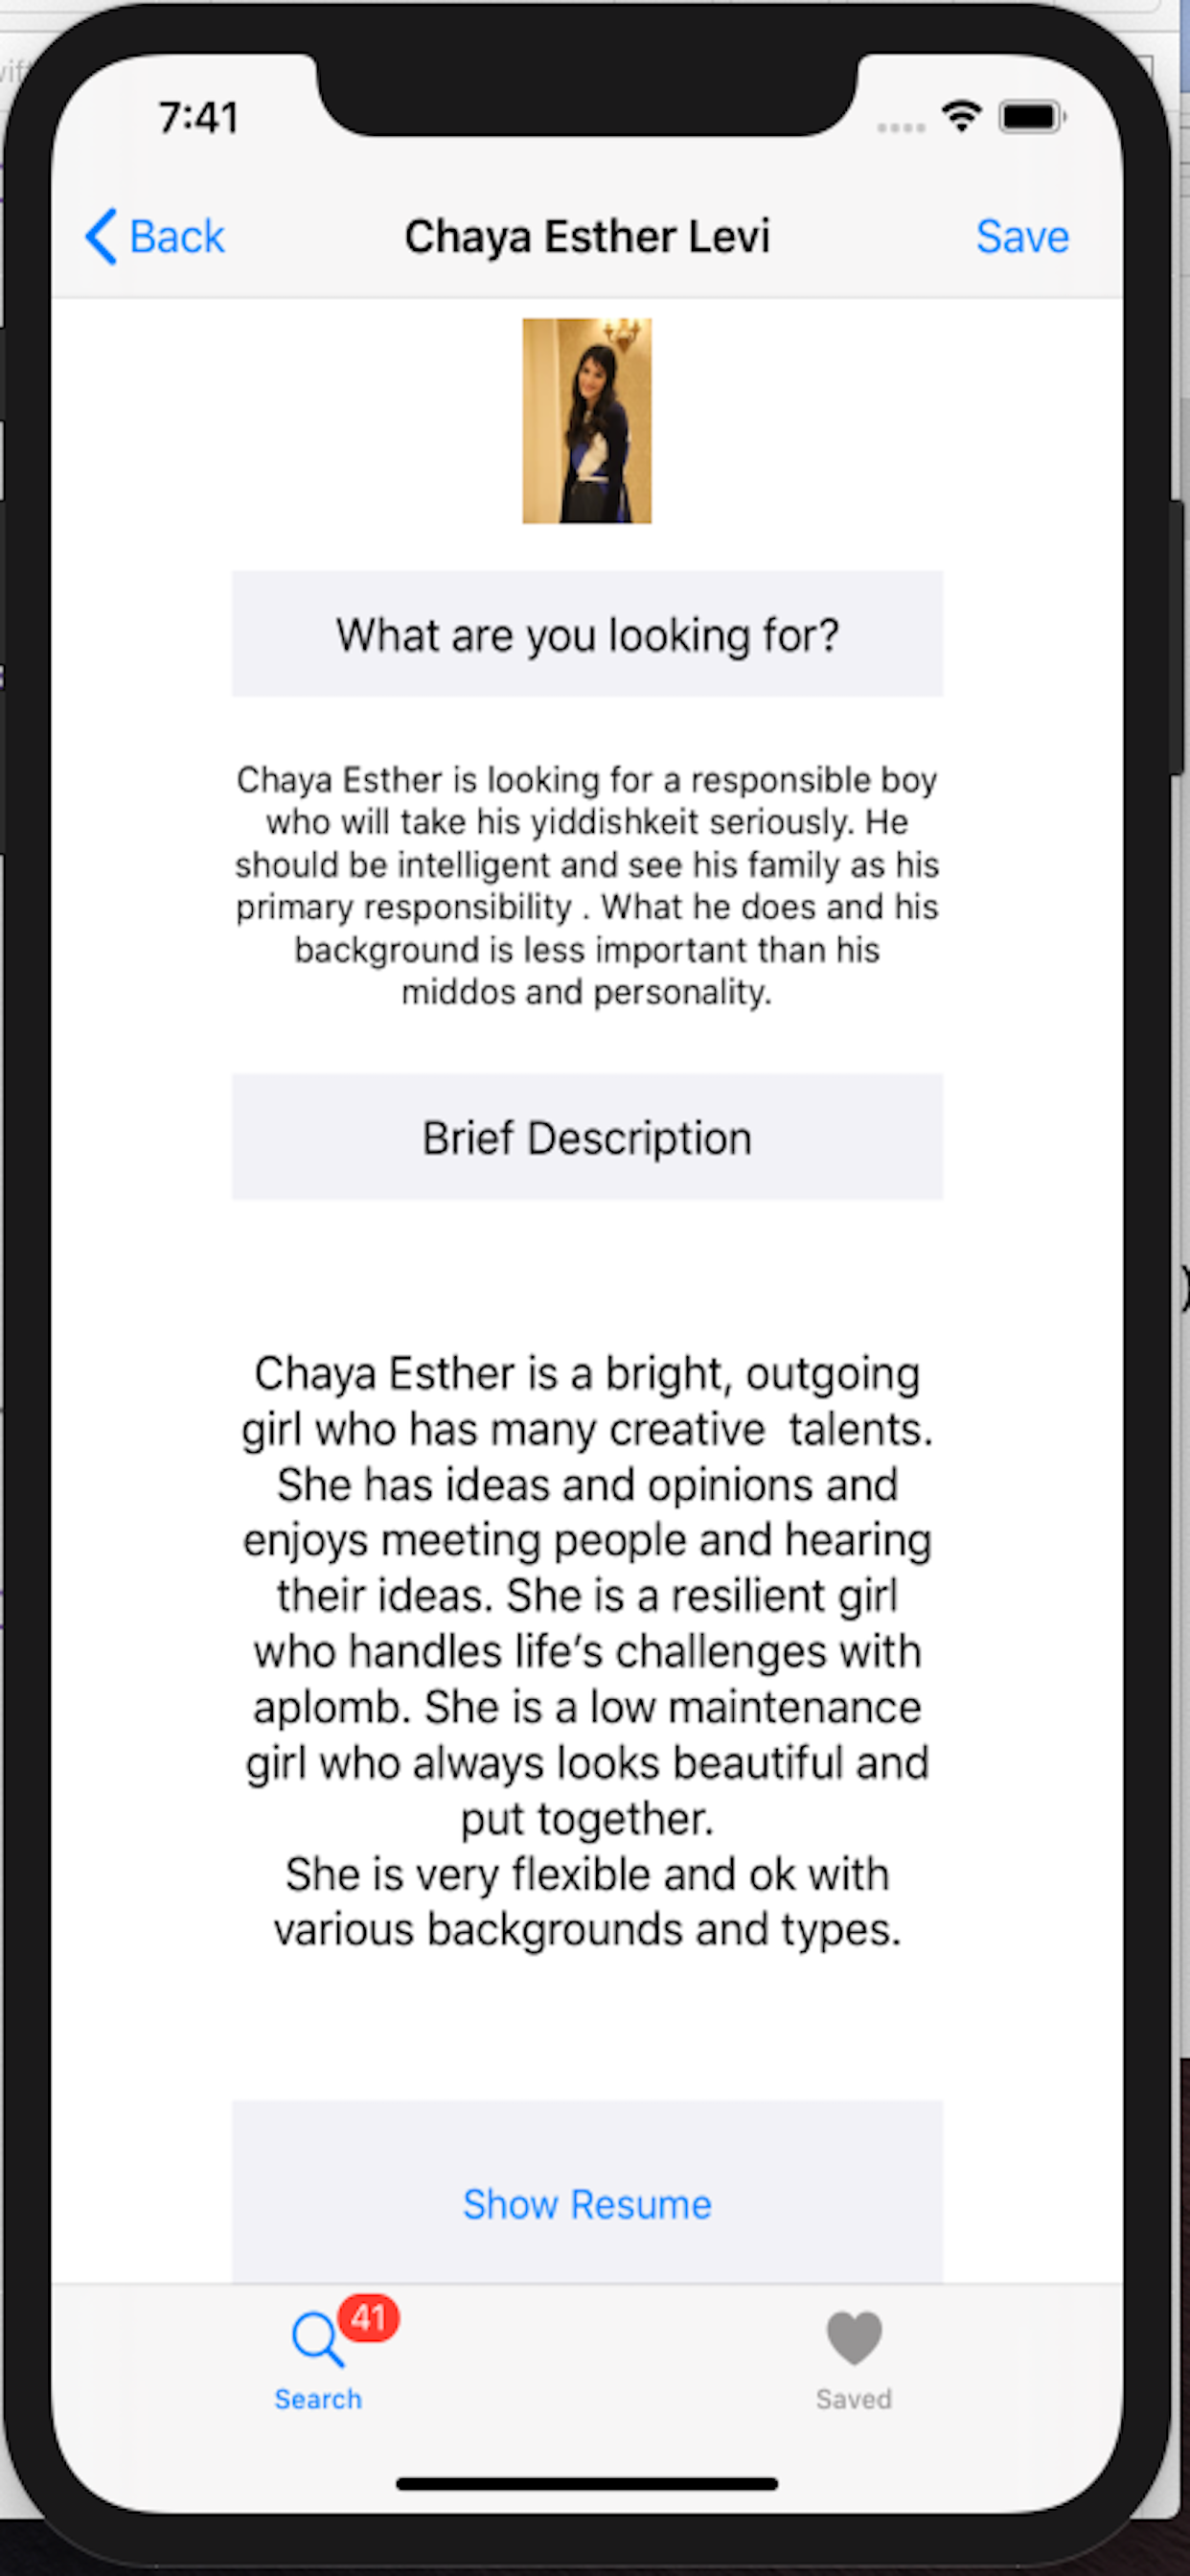 7:41
Back
Chaya Esther Levi
Save
What are you looking for?
Chaya Esther is looking for a responsible boy
who will take his yiddishkeit seriously. He
should be intelligent and see his family as his
primary responsibility . What he does and his
background is less important than his
middos and personality.
Brief Description
Chaya Esther is a bright, outgoing
girl who has many creative  talents.
She has ideas and opinions and
enjoys meeting people and hearing
their ideas. She is a resilient girl
who handles life’s challenges with
aplomb. She is a low maintenance
girl who always looks beautiful and
put together.
She is very flexible and ok with
various backgrounds and types.
Show Resume
41
Search
Saved